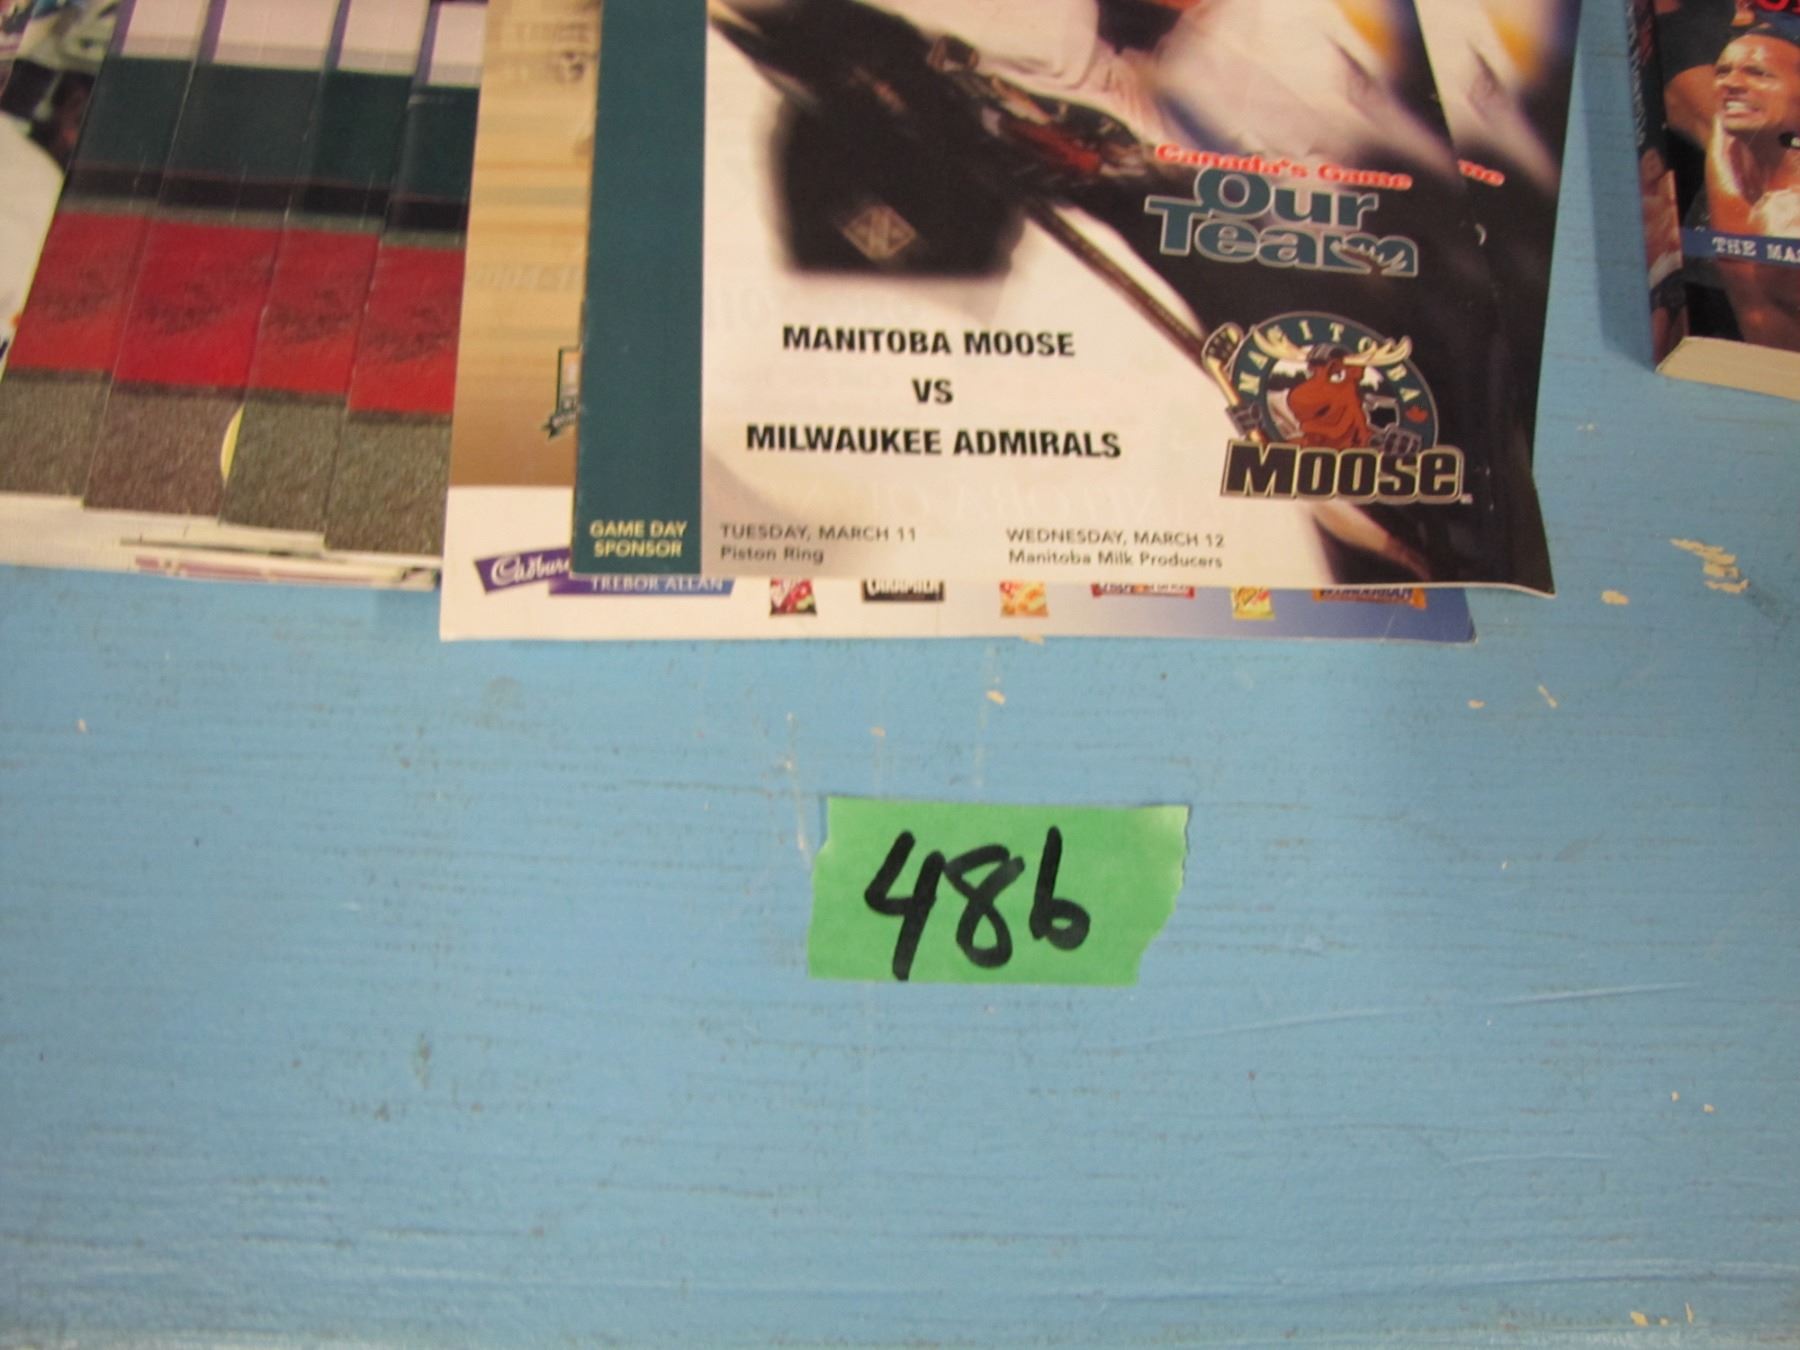 Canada's Game
Our
Team
MANITOBA MOOSE
VS
MILWAUKEE ADMIRALS
MANITOBA
MOOSE
GAME DAY
SPONSOR
TUESDAY, MARCH 11
Piston Ring
WEDNESDAY, MARCH 12
Manitoba Milk Producers
Cadbury
TREBOR ALLAN
THE MA
486